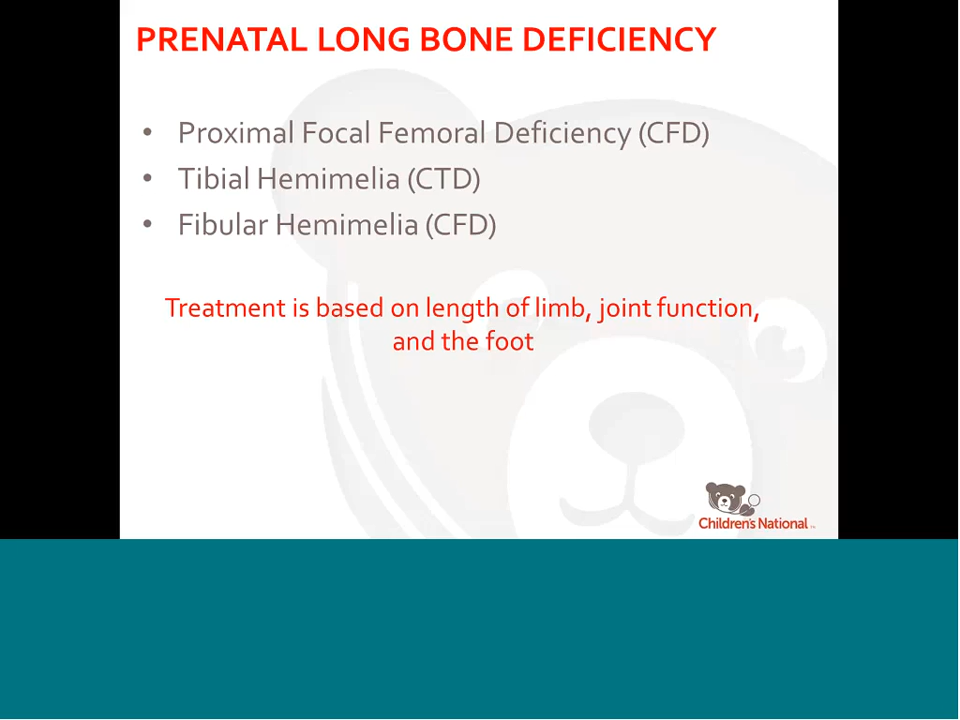 PRENATAL LONG BONE DEFICIENCY
• Proximal Focal Femoral Deficiency (CFD)
• Tibial Hemimelia (CTD)
• Fibular Hemimelia (CFD)
Treatment is based on length of limb, joint function,
and the foot
Children's National TM